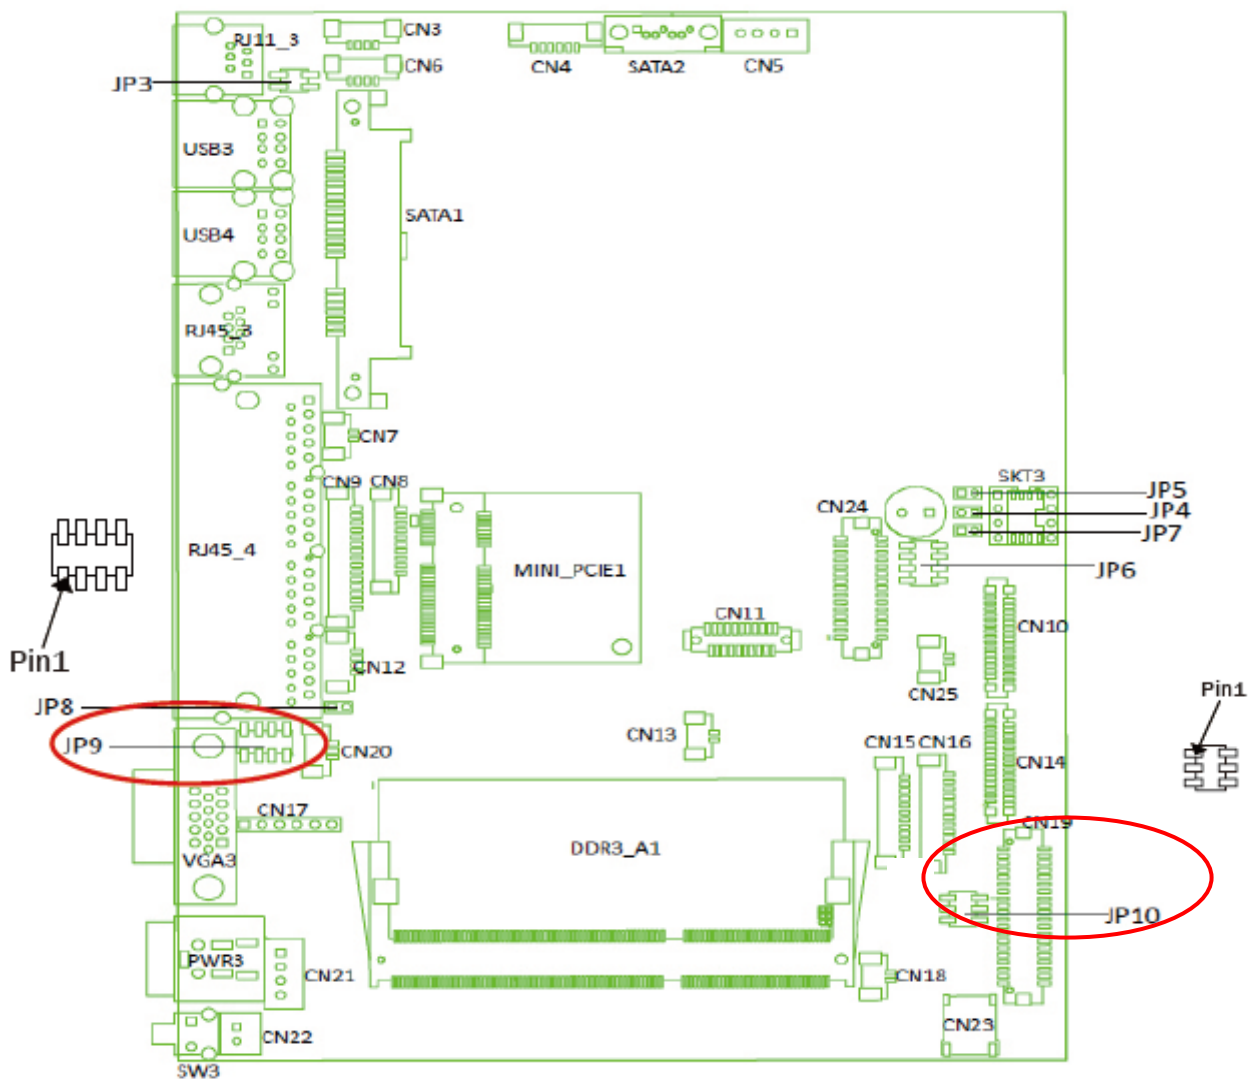 RJ11_3
CN3
CN6
CN4
SATA2
CN5
JP3
USB3
USB4
SATA1
RJ45_3
CN7
CN9
CN8
SKT3
JP5
CN24
JP4
JP7
RJ45_4
MINI_PCIE1
JP6
CN11
CN10
Pin1
CN12
CN25
Pin1
JP8
JP9
CN20
CN13
CN15
CN16
CN14
CN17
CN19
VGA3
DDR3_A1
JP10
PWR3
CN21
CN18
CN22
CN23
SW3